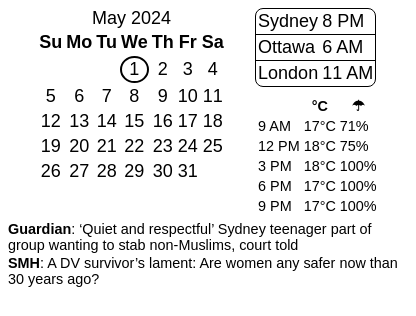 May 2024
Su Mo Tu We Th Fr Sa
1 2 3 4
5 6 7 8 9 10 11
12 13 14 15 16 17 18
19 20 21 22 23 24 25
26 27 28 29 30 31
Sydney 8 PM
Ottawa 6 AM
London 11 AM
°C ☂
9 AM 17°C 71%
12 PM 18°C 75%
3 PM 18°C 100%
6 PM 17°C 100%
9 PM 17°C 100%
Guardian: ‘Quiet and respectful’ Sydney teenager part of
group wanting to stab non-Muslims, court told
SMH: A DV survivor’s lament: Are women any safer now than
30 years ago?